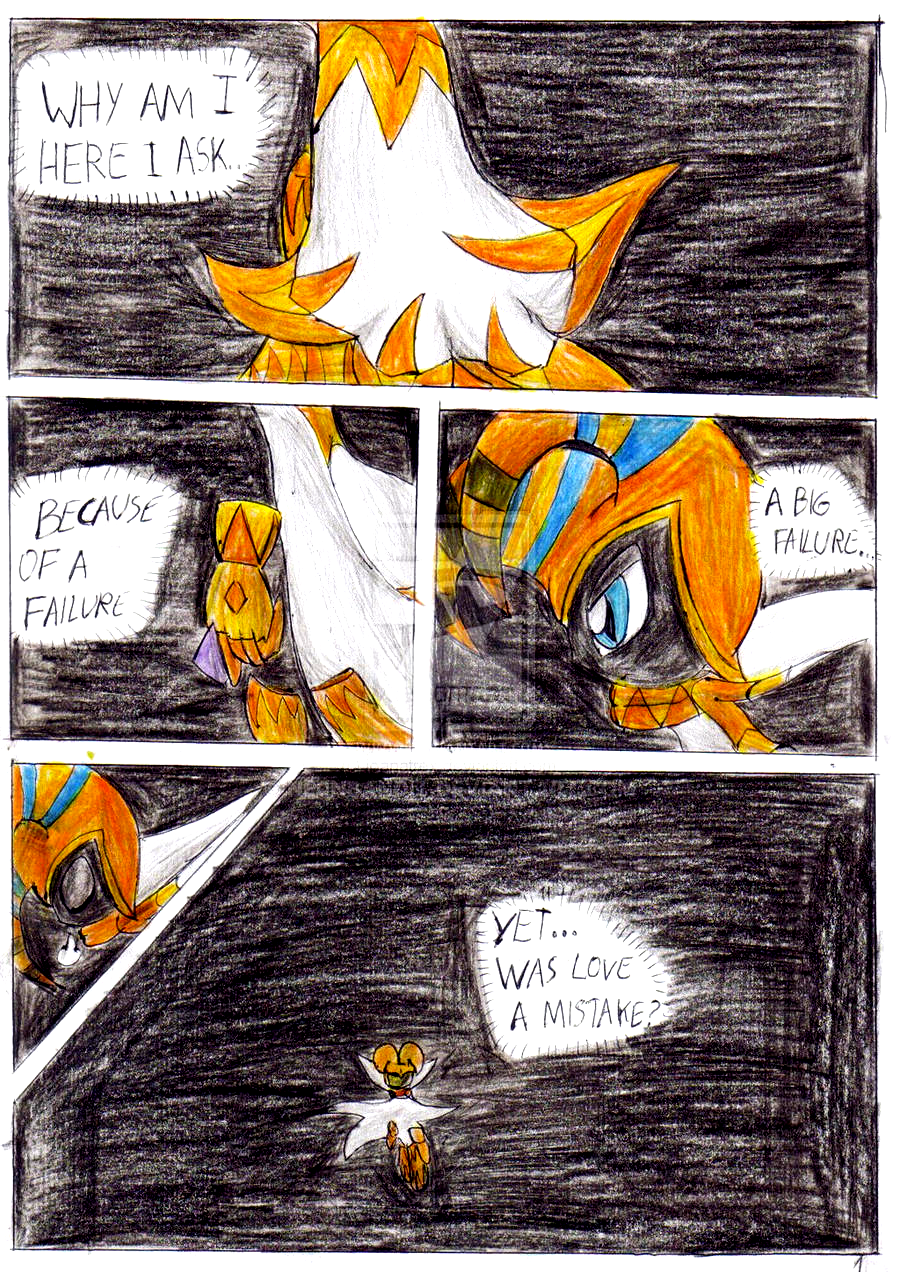 WHY AM I
HERE I ASK..
BECAUSE
OF A
FAILURE
A BIG
FAILURE...
YET...
WAS LOVE
A MISTAKE?
1